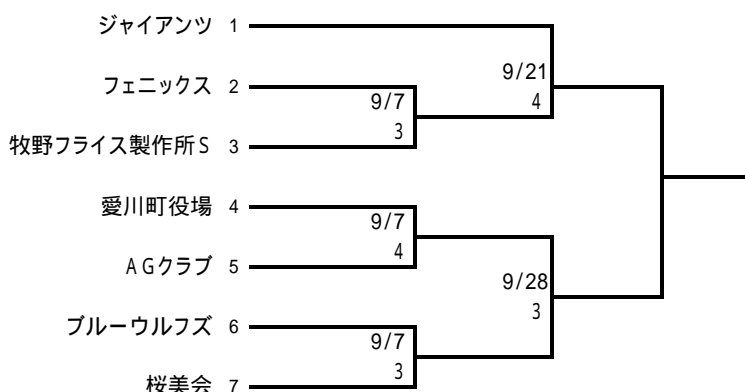 ジャイアンツ 1
9/21
4
フェニックス 2
9/7
3
牧野フライス製作所S 3
愛川町役場 4
9/7
4
AGクラブ 5
9/28
3
ブルーウルフズ 6
9/7
3
桜美会 7